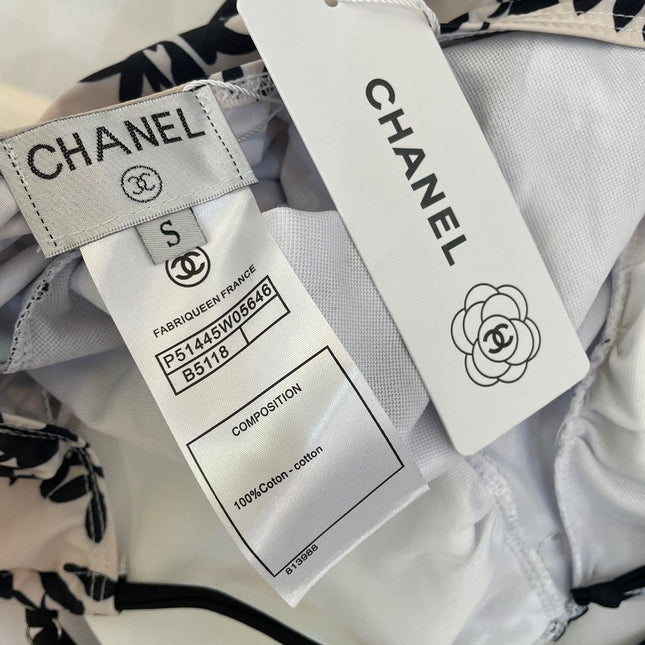 CHANEL
S
FABRIQUEEN FRANCE
P51445W05646
B5118
COMPOSITION
100%Coton - cotton
813988
CHANEL